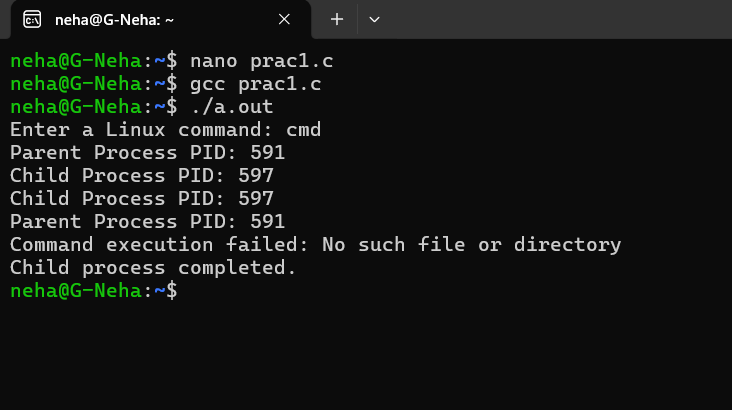 neha@G-Neha: ~
neha@G-Neha:~$ nano prac1.c
neha@G-Neha:~$ gcc prac1.c
neha@G-Neha:~$ ./a.out
Enter a Linux command: cmd
Parent Process PID: 591
Child Process PID: 597
Child Process PID: 597
Parent Process PID: 591
Command execution failed: No such file or directory
Child process completed.
neha@G-Neha:~$